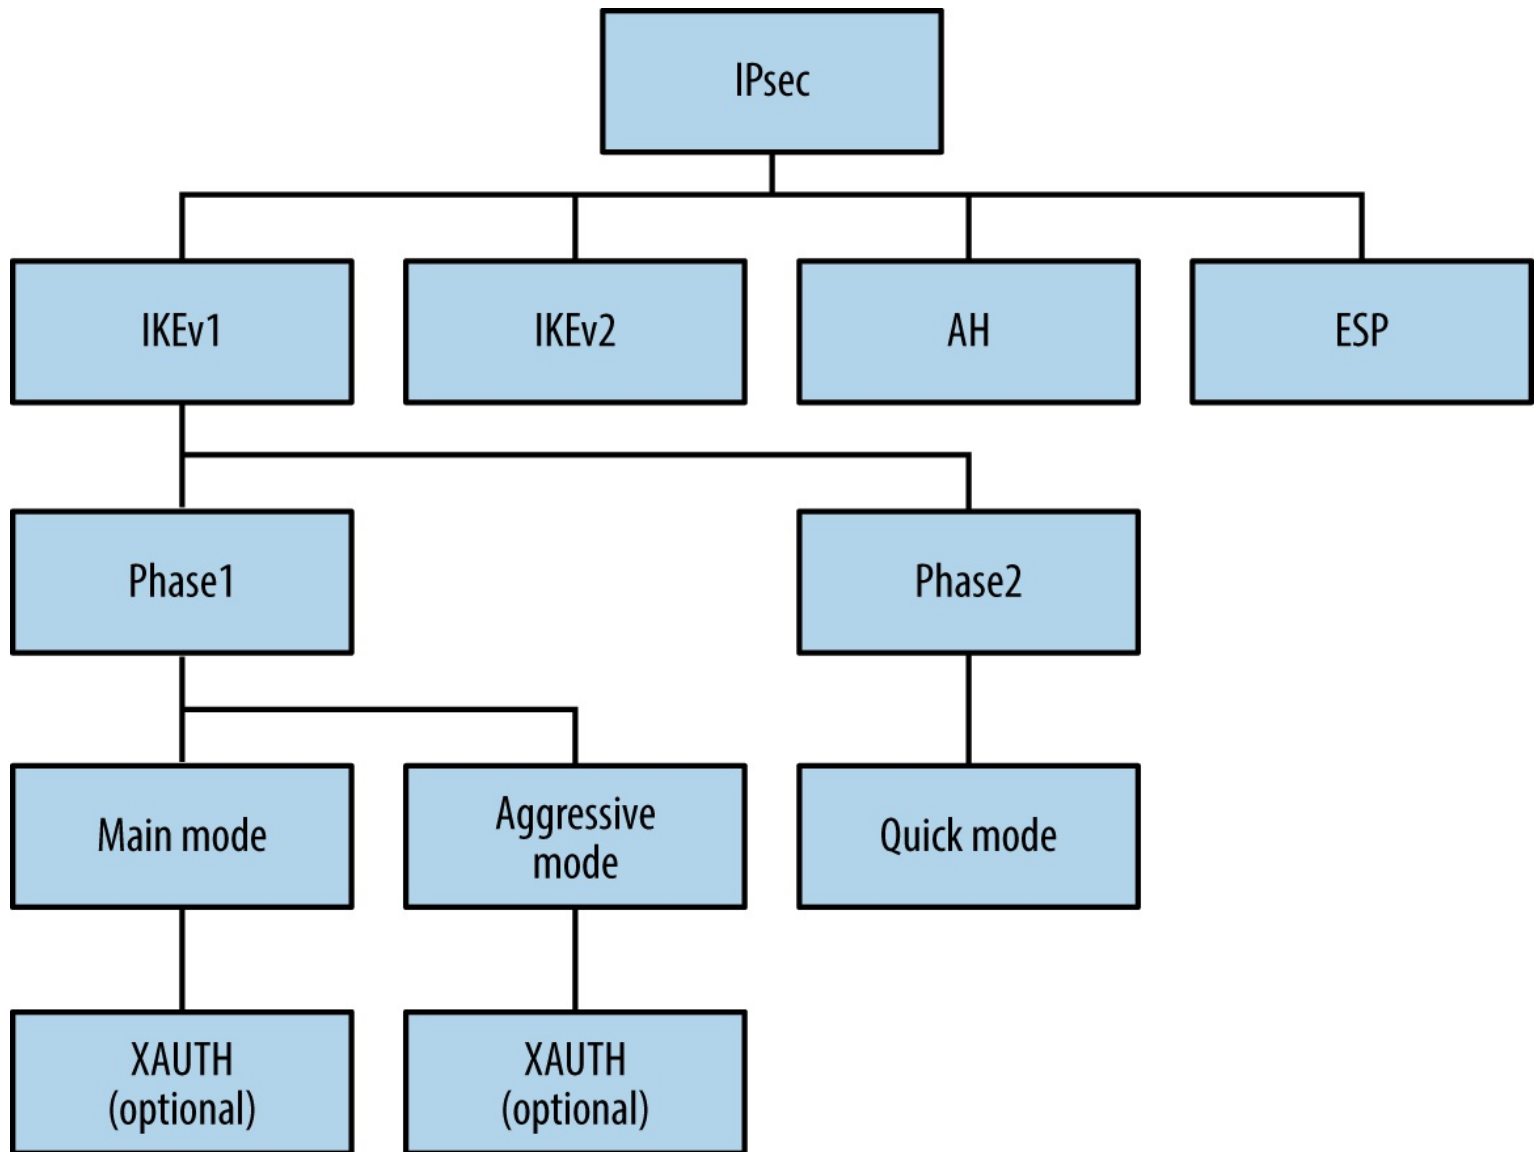 IPsec
IKEv1
IKEv2
AH
ESP
Phase1
Phase2
Main mode
Aggressive
mode
Quick mode
XAUTH
(optional)
XAUTH
(optional)